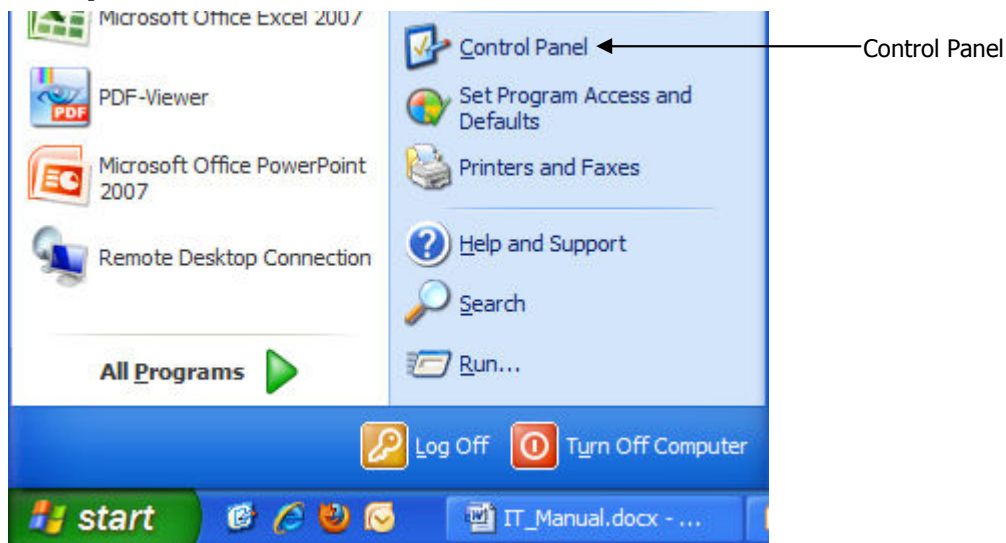 Microsoft Office Excel 2007
PDF-Viewer
PDF
Microsoft Office PowerPoint
2007
Remote Desktop Connection
All Programs
Control Panel
Control Panel
Set Program Access and
Defaults
Printers and Faxes
Help and Support
Search
Run...
Log Off
Turn Off Computer
start
IT_Manual.docx - ...